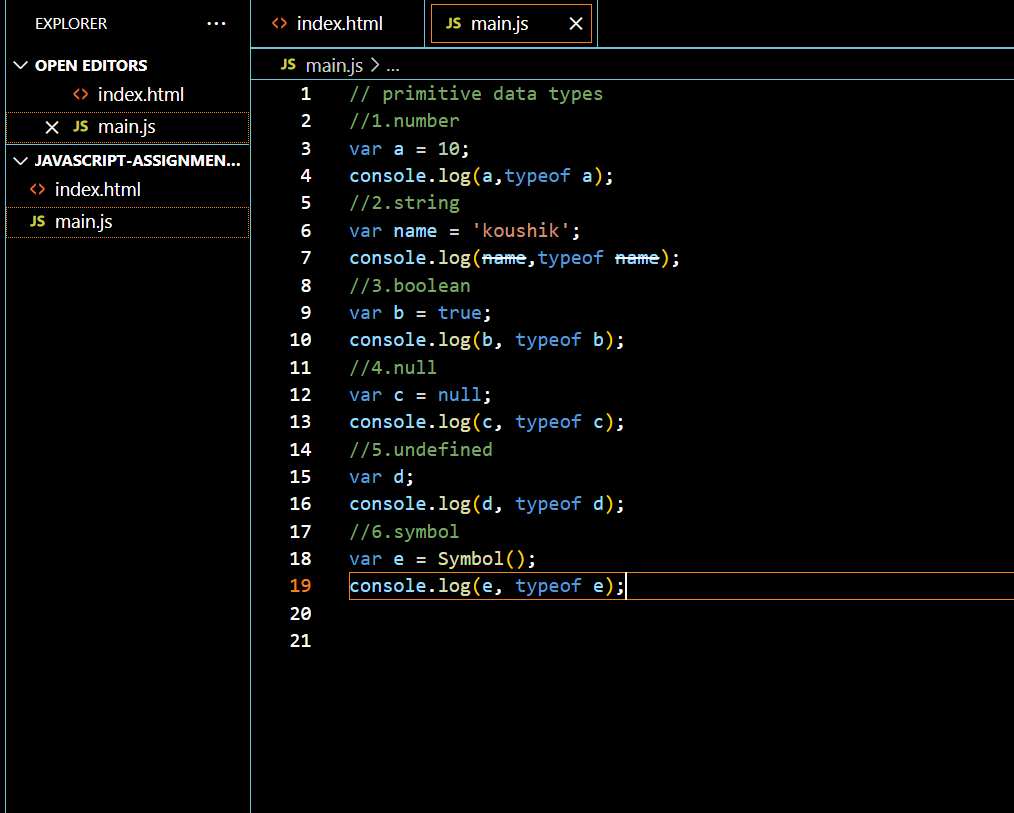 EXPLORER ...
OPEN EDITORS
<> index.html
× JS main.js
JAVASCRIPT-ASSIGNMEN...
<> index.html
JS main.js
<> index.html JS main.js ×
JS main.js > ...
1 // primitive data types
2 //1.number
3 var a = 10;
4 console.log(a,typeof a);
5 //2.string
6 var name = 'koushik';
7 console.log(name,typeof name);
8 //3.boolean
9 var b = true;
10 console.log(b, typeof b);
11 //4.null
12 var c = null;
13 console.log(c, typeof c);
14 //5.undefined
15 var d;
16 console.log(d, typeof d);
17 //6.symbol
18 var e = Symbol();
19 console.log(e, typeof e);
20
21